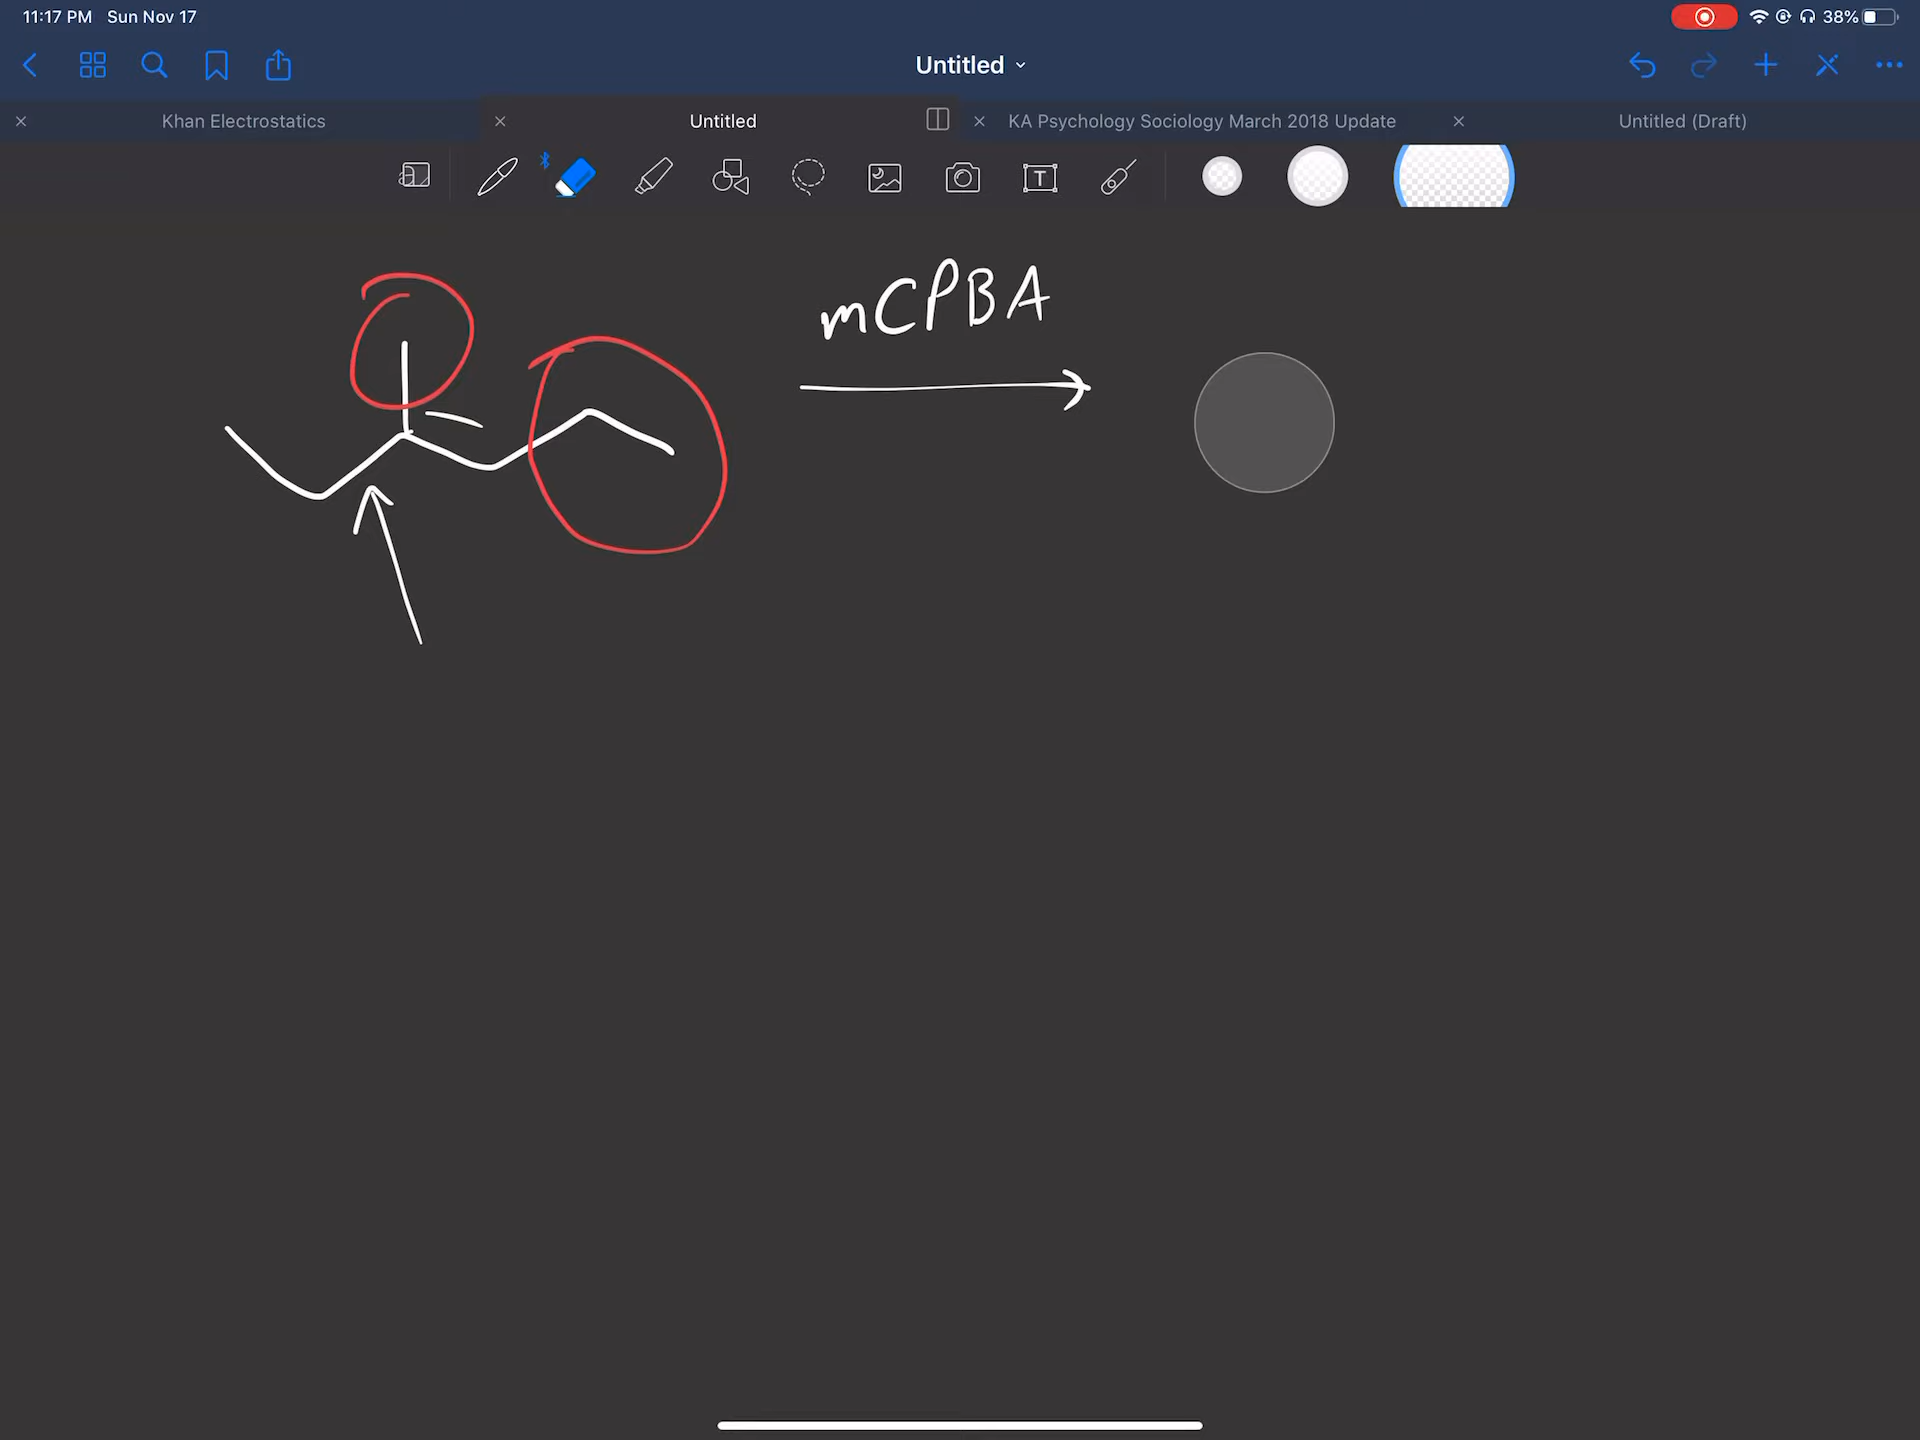 11:17 PM Sun Nov 17
38%
Untitled
Khan Electrostatics
Untitled
KA Psychology Sociology March 2018 Update
Untitled (Draft)
a
T
mCPBA